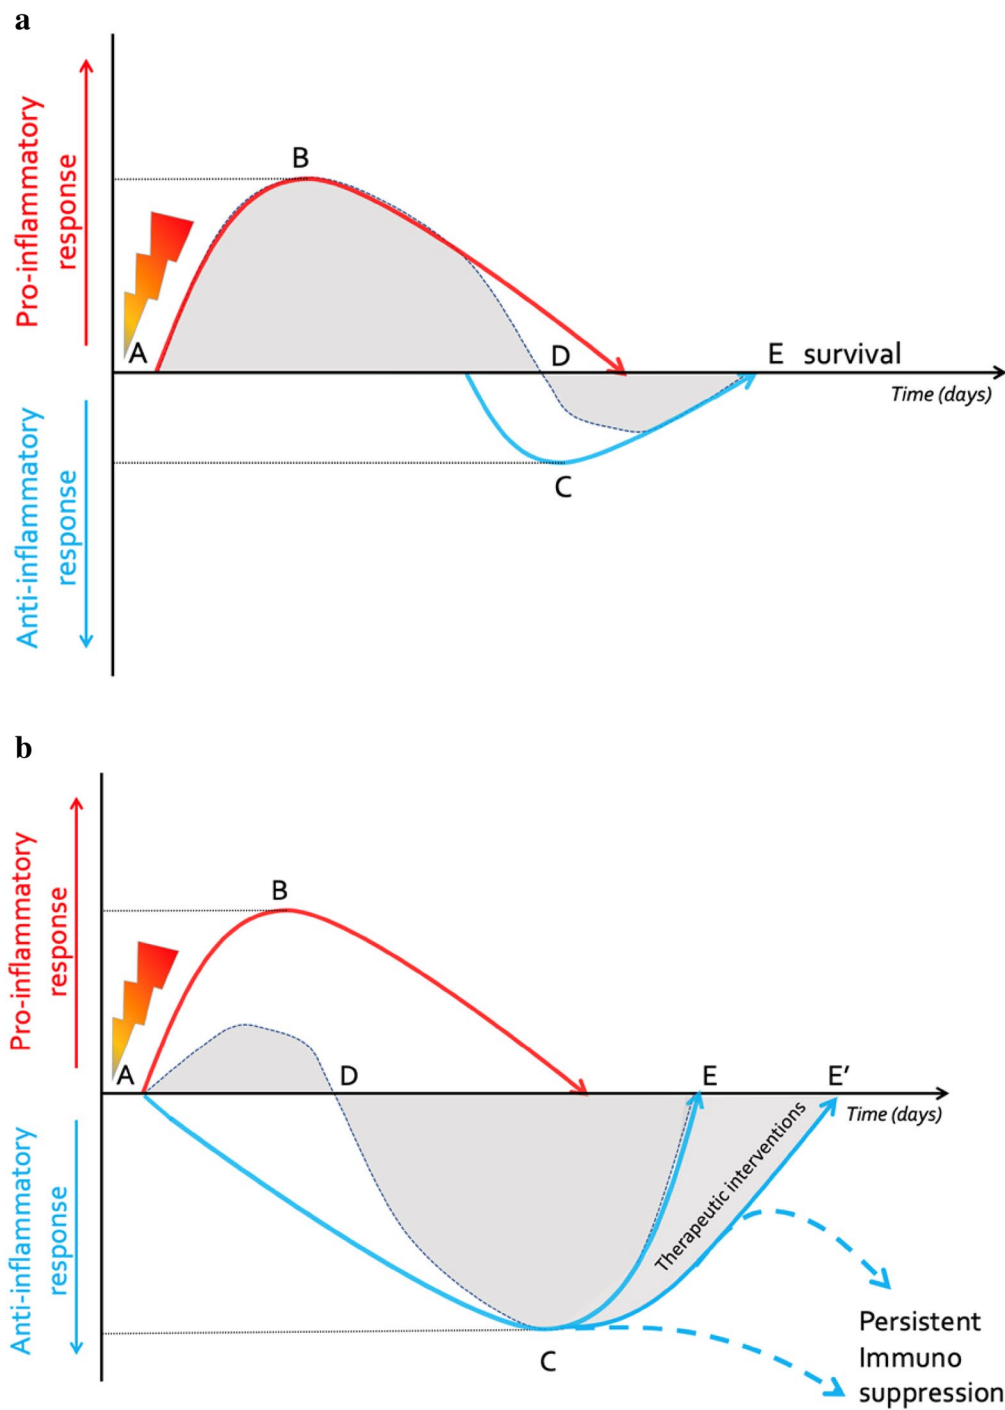 a
Pro-inflammatory
response
Anti-inflammatory
response
A
B
C
D
E survival
Time (days)
b
Pro-inflammatory
response
Anti-inflammatory
response
A
B
D
E
E′
Time (days)
Therapeutic interventions
C
Persistent
Immuno
suppression